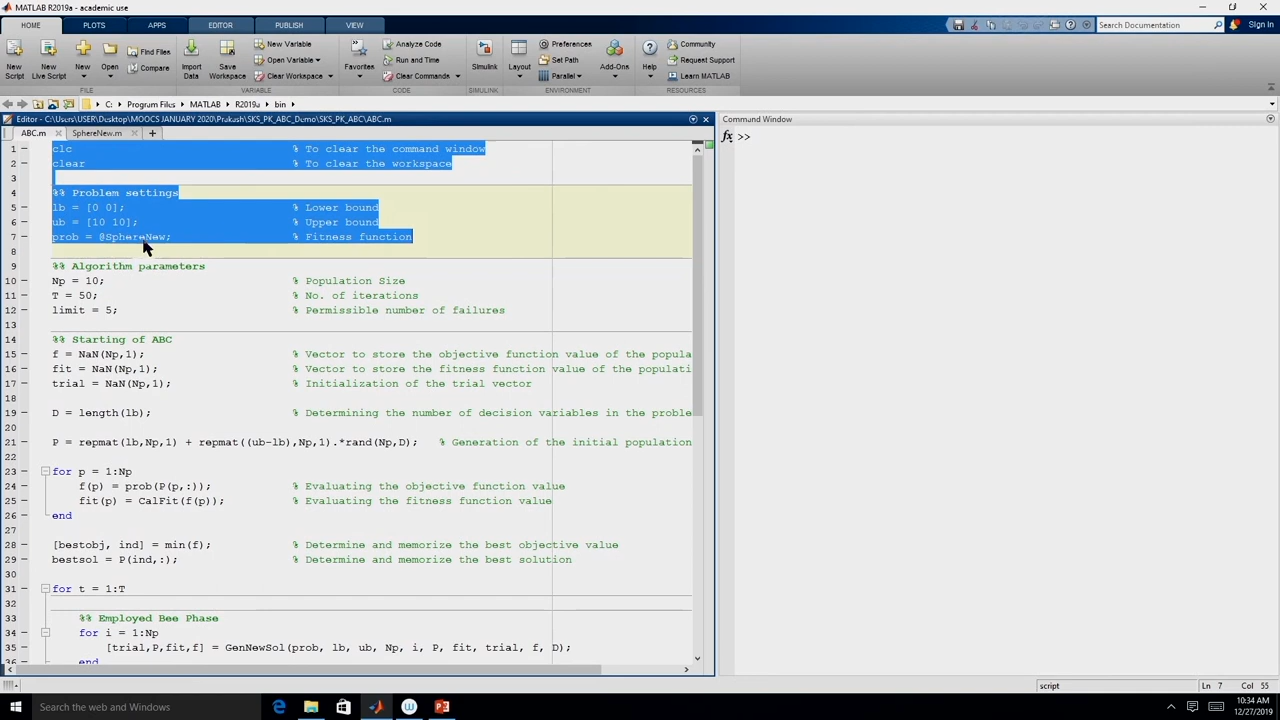 MATLAB R2019a - academic use
HOME PLOTS APPS EDITOR PUBLISH VIEW
Search Documentation Sign In
New Script New Live Script New Open Find Files Compare Import Data Save Workspace New Variable Open Variable Clear Workspace Favorites Analyze Code Run and Time Clear Commands Simulink Layout Preferences Set Path Parallel Add-Ons Help Community Request Support Learn MATLAB
FILE VARIABLE CODE SIMULINK ENVIRONMENT RESOURCES
C: Program Files MATLAB R2019a bin
Editor - C:\Users\USER\Desktop\MOOCS JANUARY 2020\Prakash\SKS_PK_ABC_Demo\SKS_PK_ABC\ABC.m
Command Window
ABC.m SphereNew.m
fx >>
1 clc % To clear the command window
2 clear % To clear the workspace
3
4 %% Problem settings
5 lb = [0 0]; % Lower bound
6 ub = [10 10]; % Upper bound
7 prob = @SphereNew; % Fitness function
8
9 %% Algorithm parameters
10 Np = 10; % Population Size
11 T = 50; % No. of iterations
12 limit = 5; % Permissible number of failures
13
14 %% Starting of ABC
15 f = NaN(Np,1); % Vector to store the objective function value of the popula
16 fit = NaN(Np,1); % Vector to store the fitness function value of the populati
17 trial = NaN(Np,1); % Initialization of the trial vector
18
19 D = length(lb); % Determining the number of decision variables in the proble
20
21 P = repmat(lb,Np,1) + repmat((ub-lb),Np,1).*rand(Np,D); % Generation of the initial population
22
23 for p = 1:Np
24 f(p) = prob(P(p,:)); % Evaluating the objective function value
25 fit(p) = CalFit(f(p)); % Evaluating the fitness function value
26 end
27
28 [bestobj, ind] = min(f); % Determine and memorize the best objective value
29 bestsol = P(ind,:); % Determine and memorize the best solution
30
31 for t = 1:T
32
33 %% Employed Bee Phase
34 for i = 1:Np
35 [trial,P,fit,f] = GenNewSol(prob, lb, ub, Np, i, P, fit, trial, f, D);
36 end
script Ln 7 Col 55
Search the Web and Windows
10:34 AM
12/27/2019